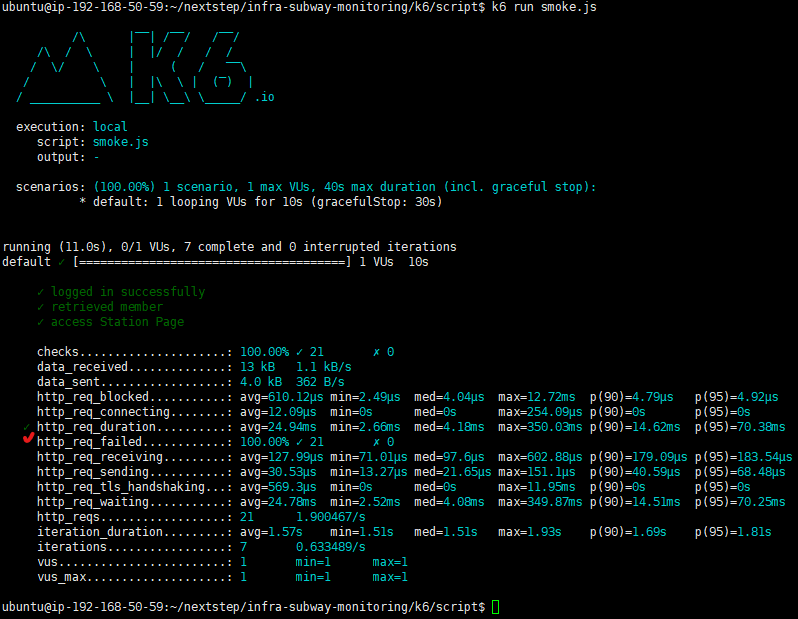 ubuntu@ip-192-168-50-59:~/nextstep/infra-subway-monitoring/k6/script$ k6 run smoke.js
.io
execution: local
script: smoke.js
output: -
scenarios: (100.00%) 1 scenario, 1 max VUs, 40s max duration (incl. graceful stop):
* default: 1 looping VUs for 10s (gracefulStop: 30s)
running (11.0s), 0/1 VUs, 7 complete and 0 interrupted iterations
default ✓ [======================================] 1 VUs  10s
✓ logged in successfully
✓ retrieved member
✓ access Station Page
checks.....................: 100.00% ✓ 21       ✗ 0
data_received..............: 13 kB   1.1 kB/s
data_sent..................: 4.0 kB  362 B/s
http_req_blocked...........: avg=610.12µs min=2.49µs  med=4.04µs  max=12.72ms  p(90)=4.79µs   p(95)=4.92µs
http_req_connecting........: avg=12.09µs  min=0s      med=0s      max=254.09µs p(90)=0s       p(95)=0s
✓ http_req_duration..........: avg=24.94ms  min=2.66ms  med=4.18ms  max=350.03ms p(90)=14.62ms  p(95)=70.38ms
http_req_failed............: 100.00% ✓ 21       ✗ 0
http_req_receiving.........: avg=127.99µs min=71.01µs med=97.6µs  max=602.88µs p(90)=179.09µs p(95)=183.54µs
http_req_sending...........: avg=30.53µs  min=13.27µs med=21.65µs max=151.1µs  p(90)=40.59µs  p(95)=68.48µs
http_req_tls_handshaking...: avg=569.3µs  min=0s      med=0s      max=11.95ms  p(90)=0s       p(95)=0s
http_req_waiting...........: avg=24.78ms  min=2.52ms  med=4.08ms  max=349.87ms p(90)=14.51ms  p(95)=70.25ms
http_reqs..................: 21      1.900467/s
iteration_duration.........: avg=1.57s    min=1.51s   med=1.51s   max=1.93s    p(90)=1.69s    p(95)=1.81s
iterations.................: 7       0.633489/s
vus........................: 1       min=1      max=1
vus_max....................: 1       min=1      max=1
ubuntu@ip-192-168-50-59:~/nextstep/infra-subway-monitoring/k6/script$